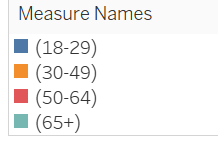 Measure Names
(18-29)
(30-49)
(50-64)
(65+)